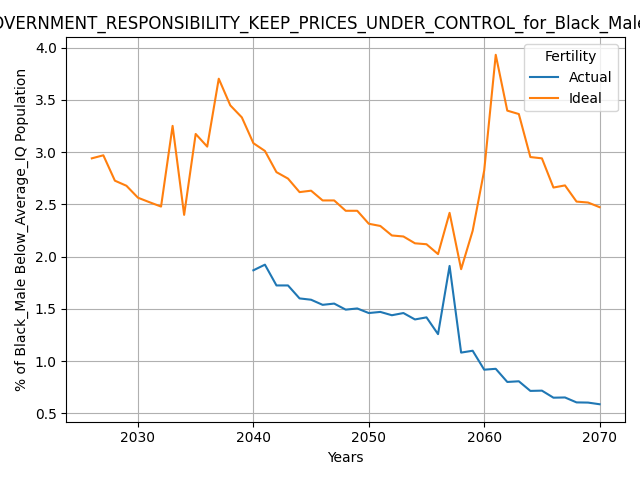 OVERNMENT_RESPONSIBILITY_KEEP_PRICES_UNDER_CONTROL_for_Black_Male
% of Black_Male Below_Average_IQ Population
4.0
3.5
3.0
2.5
2.0
1.5
1.0
0.5
Fertility
Actual
Ideal
2030 2040 2050 2060 2070
Years